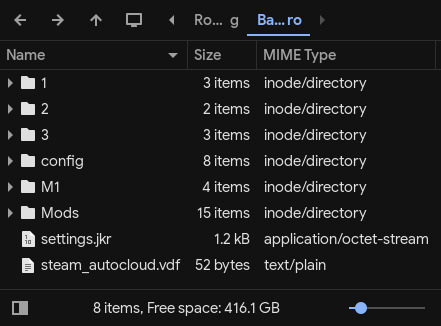 Ro... g Ba...ro
Name Size MIME Type
1 3 items inode/directory
2 2 items inode/directory
3 3 items inode/directory
config 8 items inode/directory
M1 4 items inode/directory
Mods 15 items inode/directory
settings.jkr 1.2 kB application/octet-stream
steam_autocloud.vdf 52 bytes text/plain
8 items, Free space: 416.1 GB